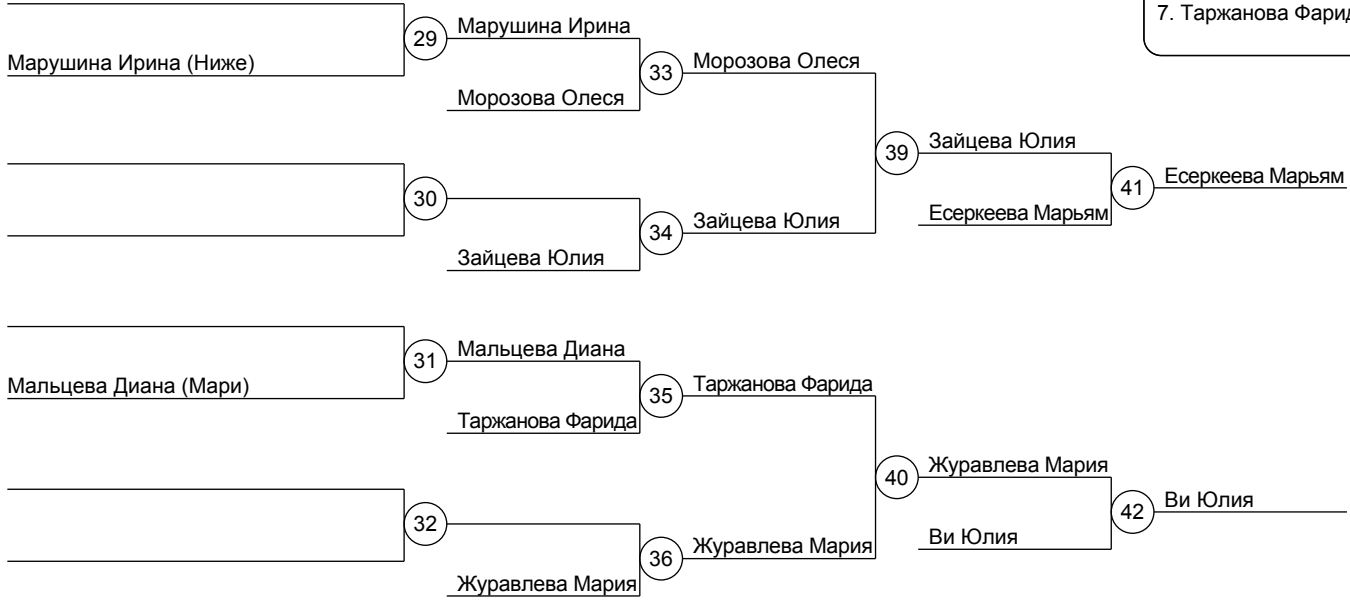 7. Таржанова Фарид
29
Марушина Ирина
Марушина Ирина (Ниже)
33
Морозова Олеся
Морозова Олеся
39
Зайцева Юлия
30
41
Есеркеева Марьям
Есеркеева Марьям
34
Зайцева Юлия
Зайцева Юлия
31
Мальцева Диана
Мальцева Диана (Мари)
35
Таржанова Фарида
Таржанова Фарида
40
Журавлева Мария
32
42
Ви Юлия
Ви Юлия
36
Журавлева Мария
Журавлева Мария